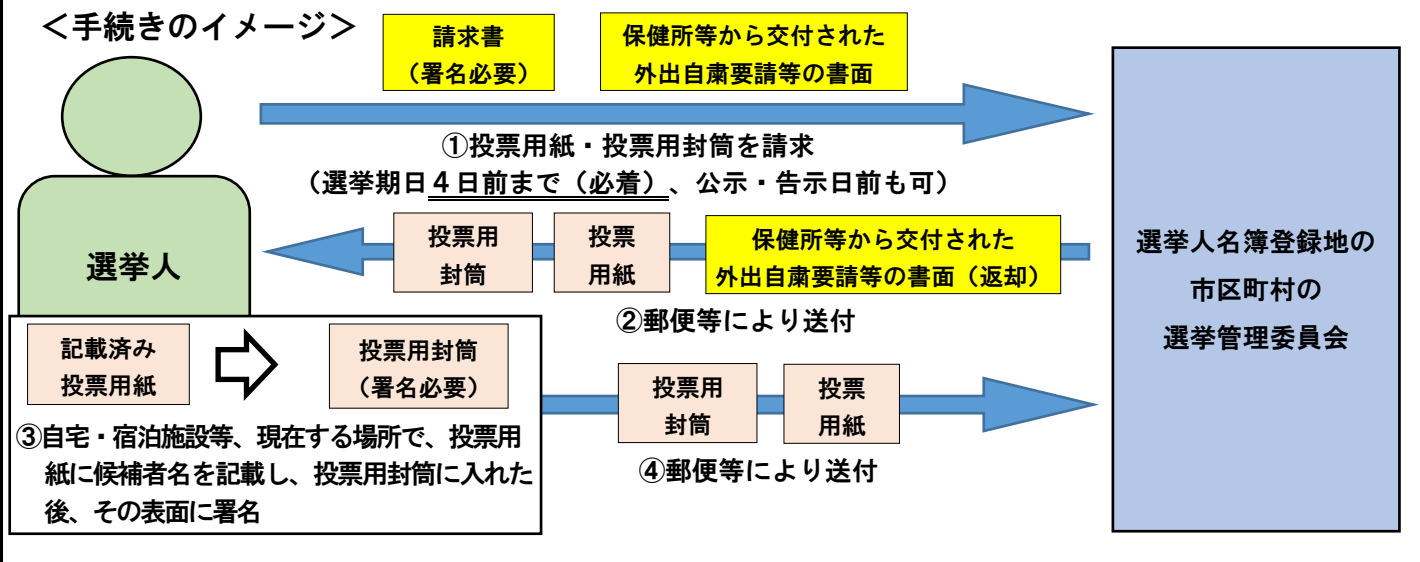 ＜手続きのイメージ＞
請求書
（署名必要）
保健所等から交付された
外出自粛要請等の書面
①投票用紙・投票用封筒を請求
（選挙期日４日前まで（必着）、公示・告示日前も可）
選挙人
投票用
封筒
投票
用紙
保健所等から交付された
外出自粛要請等の書面（返却）
②郵便等により送付
選挙人名簿登録地の
市区町村の
選挙管理委員会
記載済み
投票用紙
投票用封筒
（署名必要）
③自宅・宿泊施設等、現在する場所で、投票用
紙に候補者名を記載し、投票用封筒に入れた
後、その表面に署名
投票用
封筒
投票
用紙
④郵便等により送付